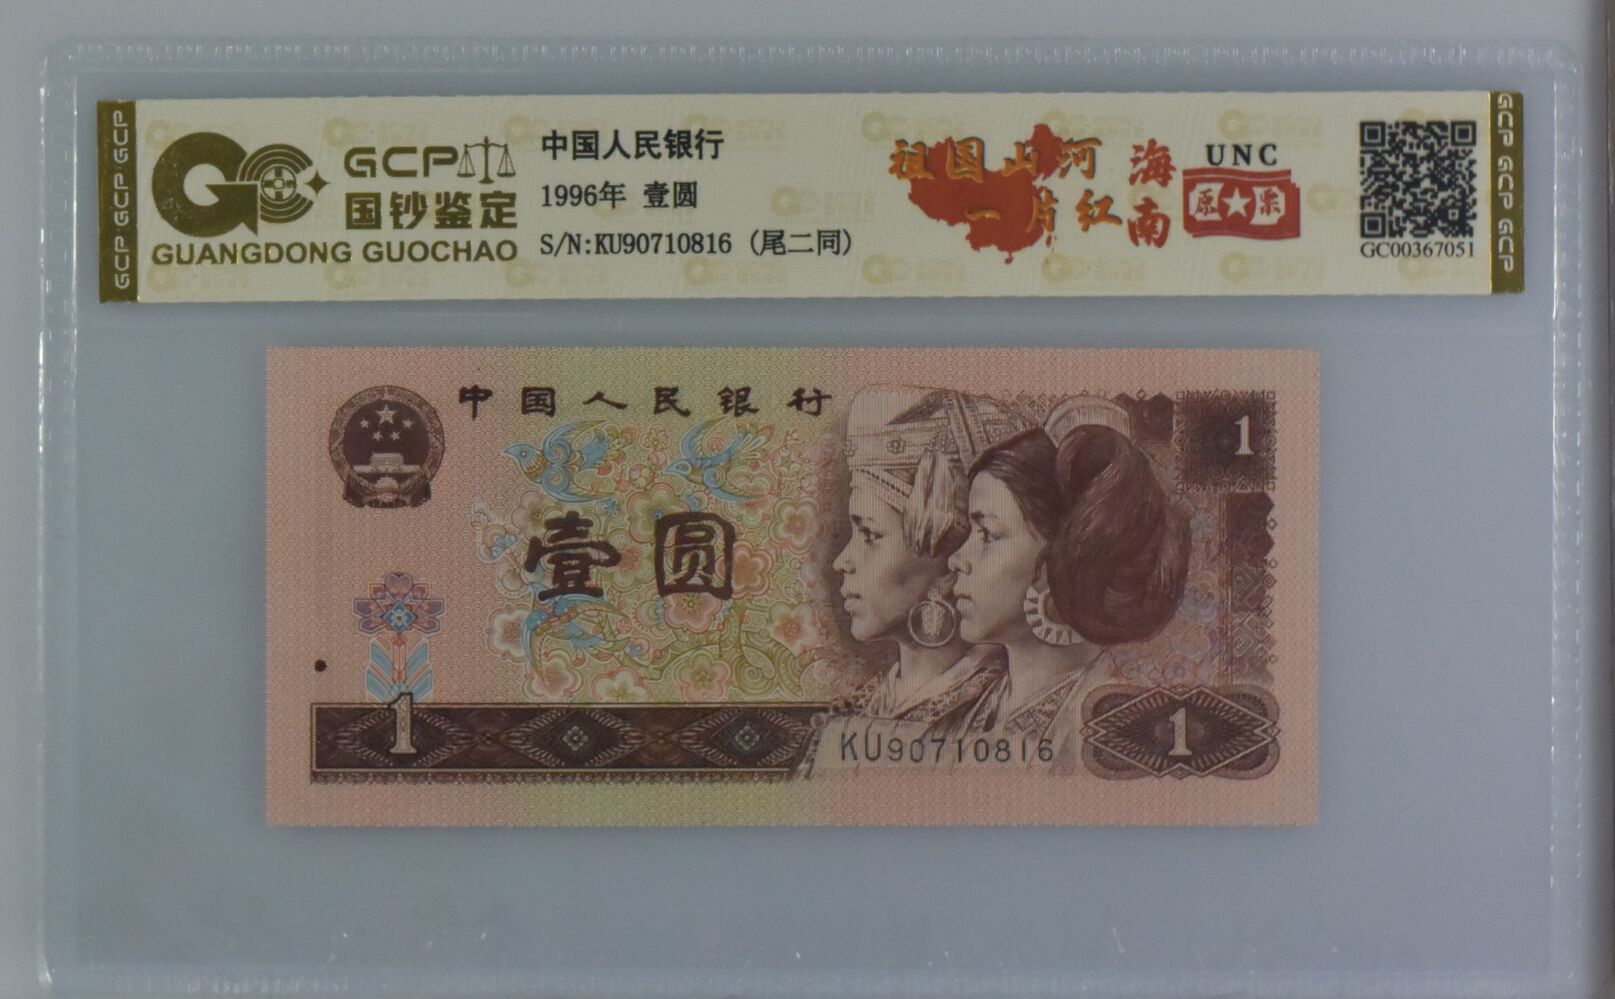 GCP GCP GCP
GCP
国钞鉴定
GUANGDONG GUOCHAO
中国人民银行
1996年 壹圆
S/N:KU90710816 (尾二同)
祖国山河
一片红
海南
UNC
原票
GC00367051
GCP GCP GCP
中国人民银行
1
壹圆
1
KU90710816
1